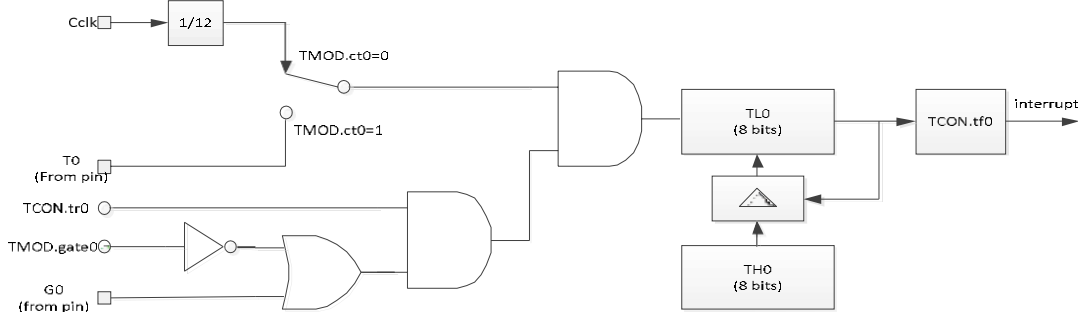 Cclk
1/12
TMOD.ct0=0
TMOD.ct0=1
T0
(From pin)
TCON.tr0
TMOD.gate0
G0
(from pin)
TL0
(8 bits)
TH0
(8 bits)
TCON.tf0
interrupt